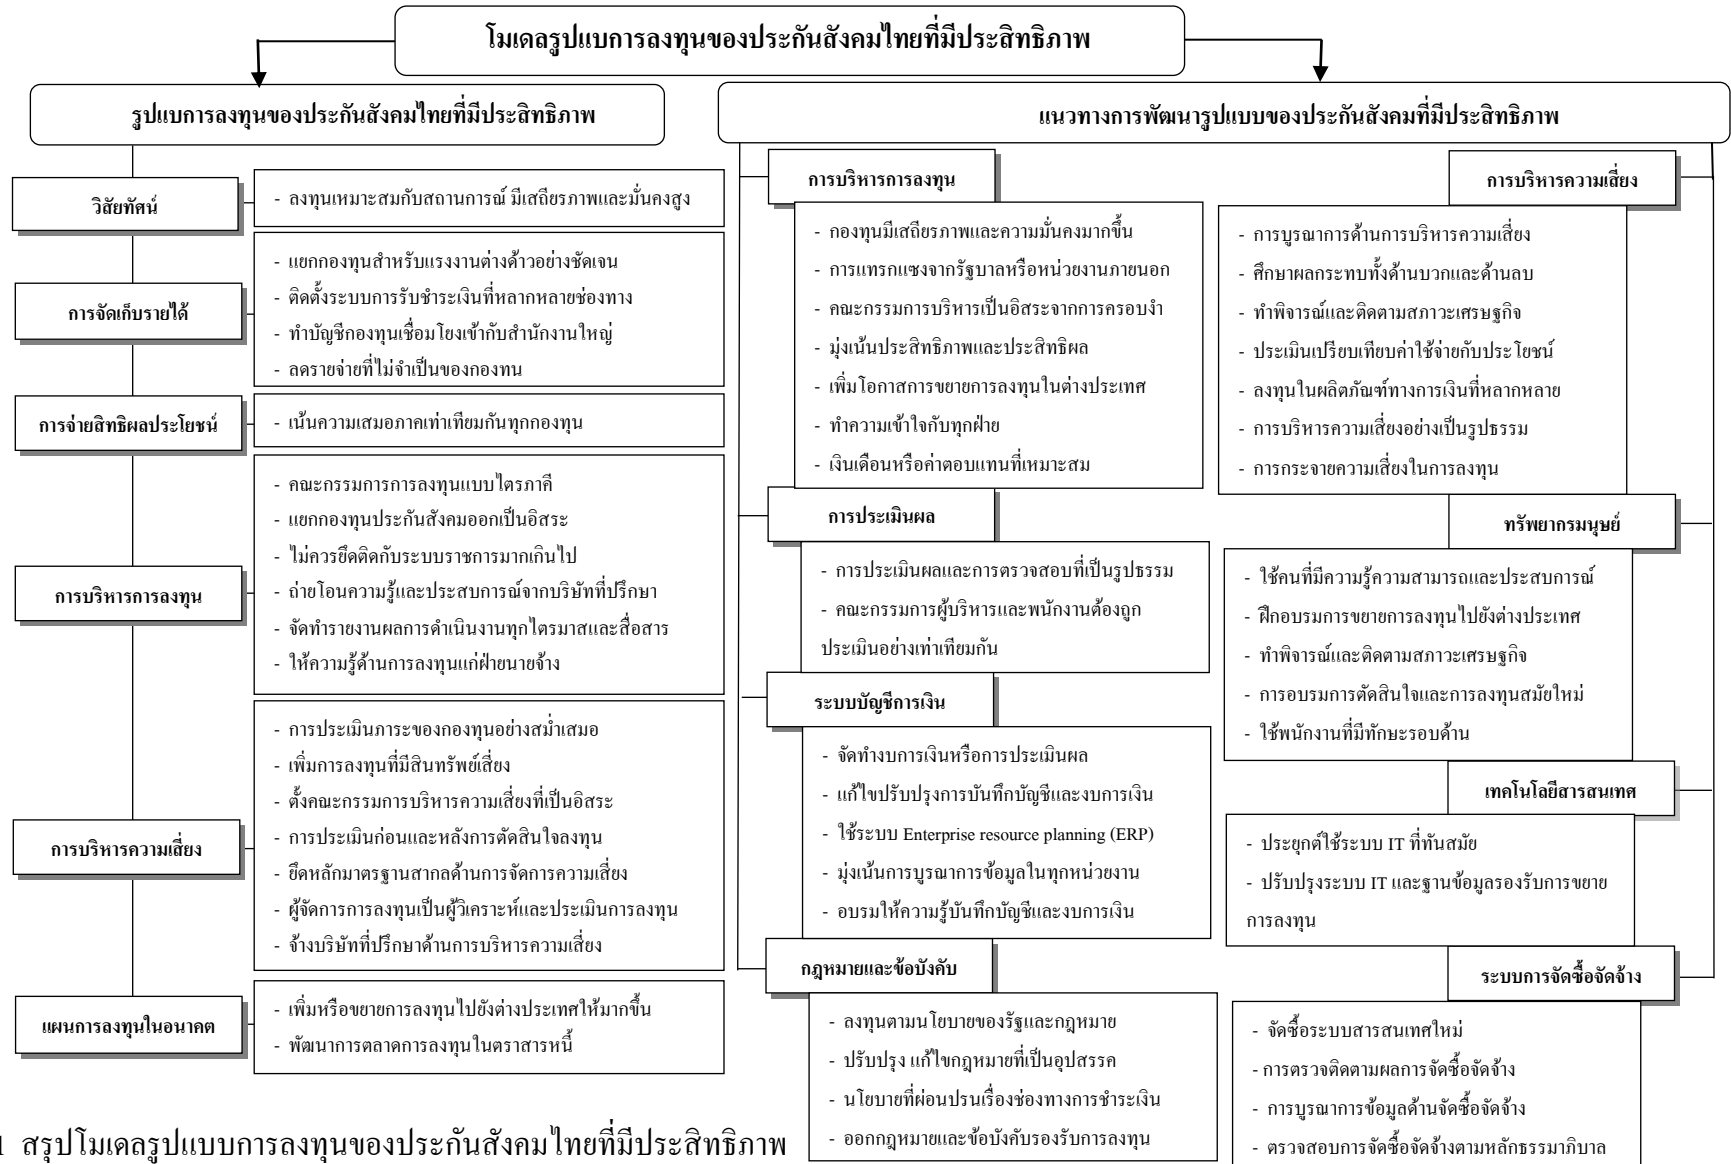 โมเดลรูปแบการลงทุนของประกันสังคมไทยที่มีประสิทธิภาพ
รูปแบการลงทุนของประกันสังคมไทยที่มีประสิทธิภาพ
วิสัยทัศน์
- ลงทุนเหมาะสมกับสถานการณ์ มีเสถียรภาพและมั่นคงสูง
การจัดเก็บรายได้
- แยกกองทุนสำหรับแรงงานต่างด้าวอย่างชัดเจน
- ติดตั้งระบบการรับชำระเงินที่หลากหลายช่องทาง
- ทำบัญชีกองทุนเชื่อมโยงเข้ากับสำนักงานใหญ่
- ลดรายจ่ายที่ไม่จำเป็นของกองทน
การจ่ายสิทธิผลประโยชน์
- เน้นความเสมอภาคเท่าเทียมกันทุกกองทุน
การบริหารการลงทุน
- คณะกรรมการการลงทุนแบบไตรภาคี
- แยกกองทุนประกันสังคมออกเป็นอิสระ
- ไม่ควรยึดติดกับระบบราชการมากเกินไป
- ถ่ายโอนความรู้และประสบการณ์จากบริษัทที่ปรึกษา
- จัดทำรายงานผลการดำเนินงานทุกไตรมาสและสื่อสาร
- ให้ความรู้ด้านการลงทุนแก่ฝ่ายนายจ้าง
การบริหารความเสี่ยง
- การประเมินภาระของกองทุนอย่างสม่ำเสมอ
- เพิ่มการลงทุนที่มีสินทรัพย์เสี่ยง
- ตั้งคณะกรรมการบริหารความเสี่ยงที่เป็นอิสระ
- การประเมินก่อนและหลังการตัดสินใจลงทุน
- ยึดหลักมาตรฐานสากลด้านการจัดการความเสี่ยง
- ผู้จัดการการลงทุนเป็นผู้วิเคราะห์และประเมินการลงทุน
- จ้างบริษัทที่ปรึกษาด้านการบริหารความเสี่ยง
แผนการลงทุนในอนาคต
- เพิ่มหรือขยายการลงทุนไปยังต่างประเทศให้มากขึ้น
- พัฒนาการตลาดการลงทุนในตราสารหนี้
แนวทางการพัฒนารูปแบบของประกันสังคมที่มีประสิทธิภาพ
การบริหารการลงทุน
- กองทุนมีเสถียรภาพและความมั่นคงมากขึ้น
- การแทรกแซงจากรัฐบาลหรือหน่วยงานภายนอก
- คณะกรรมการบริหารเป็นอิสระจากการครอบงำ
- มุ่งเน้นประสิทธิภาพและประสิทธิผล
- เพิ่มโอกาสการขยายการลงทุนในต่างประเทศ
- ทำความเข้าใจกับทุกฝ่าย
- เงินเดือนหรือค่าตอบแทนที่เหมาะสม
การประเมินผล
- การประเมินผลและการตรวจสอบที่เป็นรูปธรรม
- คณะกรรมการผู้บริหารและพนักงานต้องถูก
ประเมินอย่างเท่าเทียมกัน
ระบบบัญชีการเงิน
- จัดทำงบการเงินหรือการประเมินผล
- แก้ไขปรับปรุงการบันทึกบัญชีและงบการเงิน
- ใช้ระบบ Enterprise resource planning (ERP)
- มุ่งเน้นการบูรณาการข้อมูลในทุกหน่วยงาน
- อบรมให้ความรู้บันทึกบัญชีและงบการเงิน
กฎหมายและข้อบังคับ
- ลงทุนตามนโยบายของรัฐและกฎหมาย
- ปรับปรุง แก้ไขกฎหมายที่เป็นอุปสรรค
- นโยบายที่ผ่อนปรนเรื่องช่องทางการชำระเงิน
- ออกกฎหมายและข้อบังคับรองรับการลงทุน
การบริหารความเสี่ยง
- การบูรณาการด้านการบริหารความเสี่ยง
- ศึกษาผลกระทบทั้งด้านบวกและด้านลบ
- ทำพิจารณ์และติดตามสภาวะเศรษฐกิจ
- ประเมินเปรียบเทียบค่าใช้จ่ายกับประโยชน์
- ลงทุนในผลิตภัณฑ์ทางการเงินที่หลากหลาย
- การบริหารความเสี่ยงอย่างเป็นรูปธรรม
- การกระจายความเสี่ยงในการลงทุน
ทรัพยากรมนุษย์
- ใช้คนที่มีความรู้ความสามารถและประสบการณ์
- ฝึกอบรมการขยายการลงทุนไปยังต่างประเทศ
- ทำพิจารณ์และติดตามสภาวะเศรษฐกิจ
- การอบรมการตัดสินใจและการลงทุนสมัยใหม่
- ใช้พนักงานที่มีทักษะรอบด้าน
เทคโนโลยีสารสนเทศ
- ประยุกต์ใช้ระบบ IT ที่ทันสมัย
- ปรับปรุงระบบ IT และฐานข้อมูลรองรับการขยาย
การลงทุน
ระบบการจัดซื้อจัดจ้าง
- จัดซื้อระบบสารสนเทศใหม่
- การตรวจติดตามผลการจัดซื้อจัดจ้าง
- การบูรณาการข้อมูลด้านจัดซื้อจัดจ้าง
- ตรวจสอบการจัดซื้อจัดจ้างตามหลักธรรมาภิบาล
1 สรุปโมเดลรูปแบบการลงทุนของประกันสังคมไทยที่มีประสิทธิภาพ